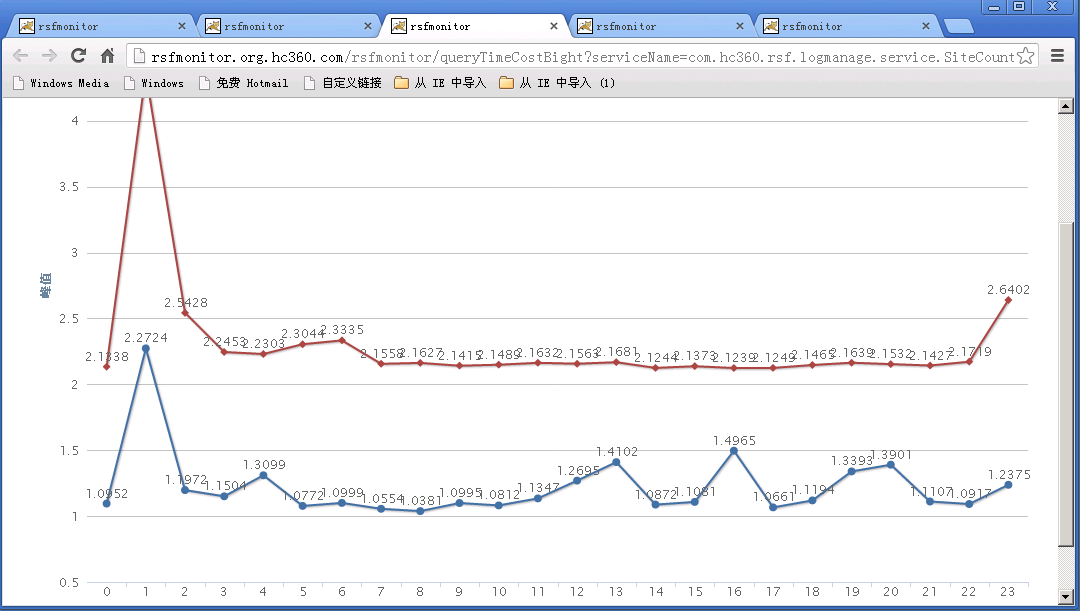 rsfmonitor rsfmonitor rsfmonitor rsfmonitor rsfmonitor
rsfmonitor.org.hc360.com/rsfmonitor/queryTimeCostEight?serviceName=com.hc360.rsf.logmanage.service.SiteCount
Windows Media Windows 免费 Hotmail 自定义链接 从 IE 中导入 从 IE 中导入 (1)
4
3.5
3
2.5
2
1.5
1
0.5
峰值
2.1338 2.5428 2.2453 2.2303 2.3044 2.3335 2.1558 2.1627 2.1415 2.1489 2.1632 2.1563 2.1681 2.1244 2.1373 2.1239 2.1249 2.1465 2.1639 2.1532 2.1427 2.1719 2.6402
1.0952 2.2724 1.1972 1.1504 1.3099 1.0772 1.0999 1.0554 1.0381 1.0995 1.0812 1.1347 1.2695 1.4102 1.0872 1.1081 1.4965 1.0661 1.1194 1.3393 1.3901 1.1107 1.0917 1.2375
0 1 2 3 4 5 6 7 8 9 10 11 12 13 14 15 16 17 18 19 20 21 22 23